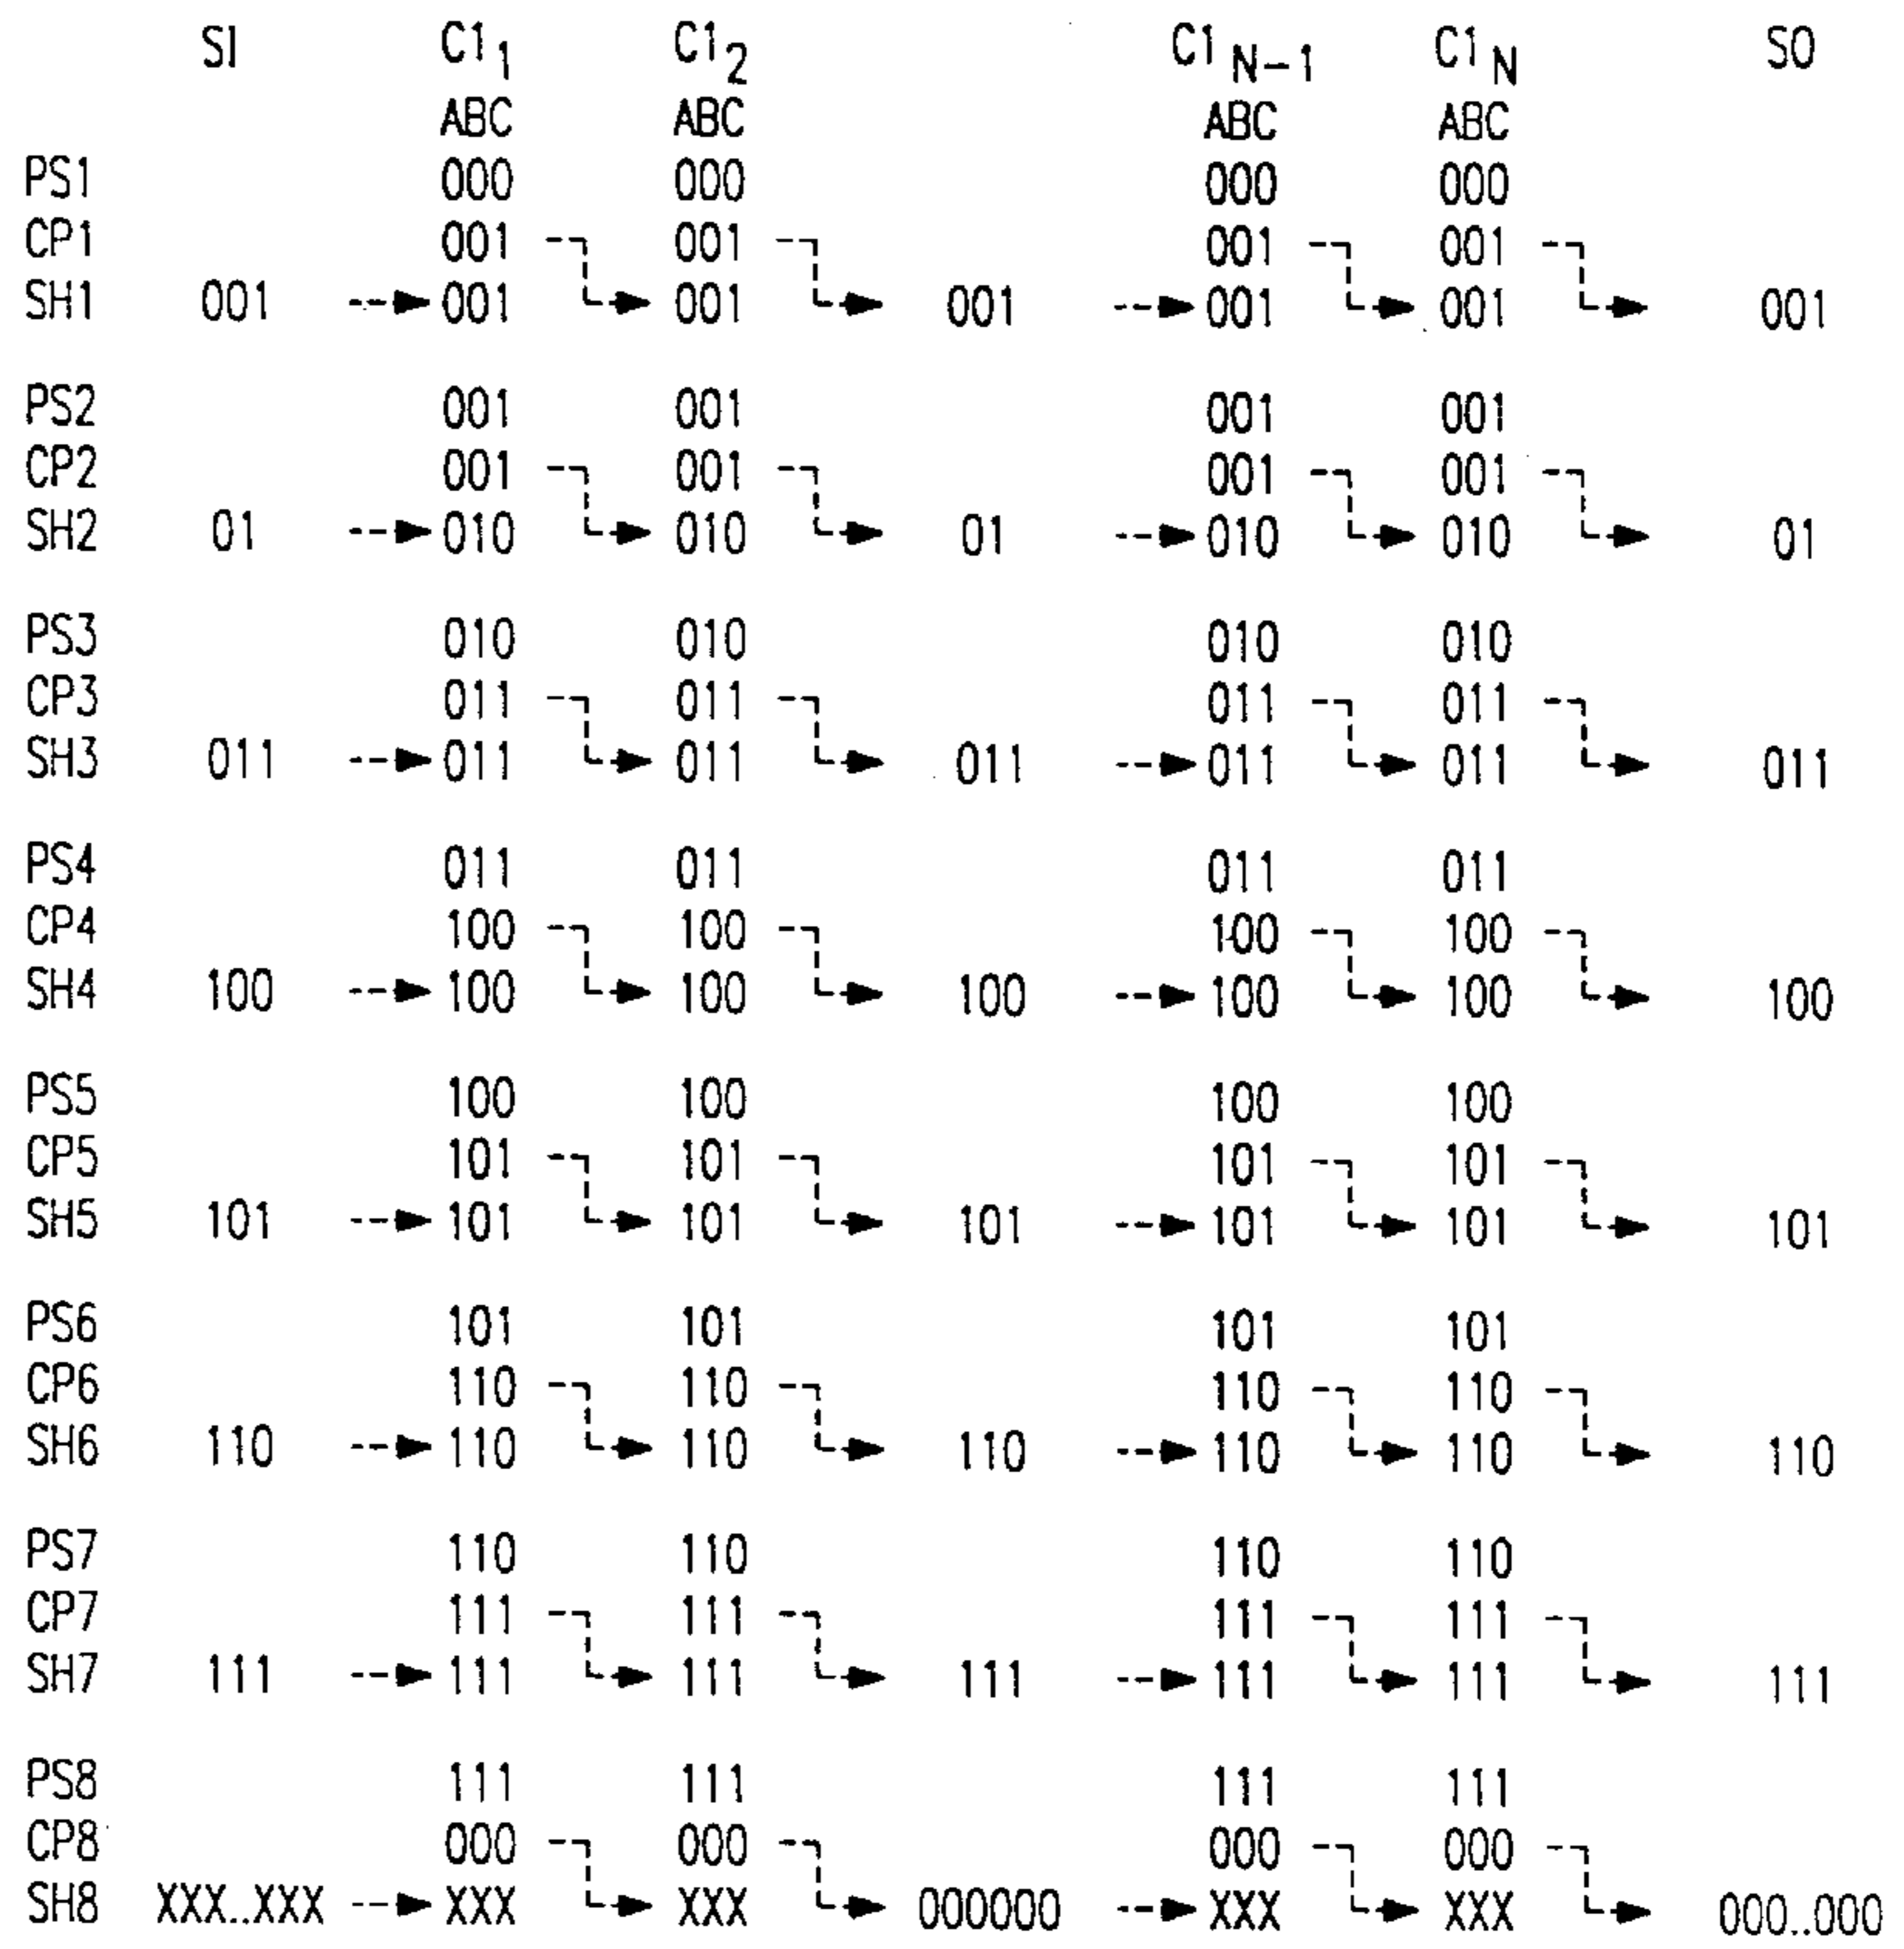 SI C1₁ C1₂ C1 N-1 C1 N SO
ABC ABC ABC ABC
PS1 000 000 000 000
CP1 001 001 001 001
SH1 001 001 001 001 001 001 001
PS2 001 001 001 001
CP2 001 001 001 001
SH2 01 010 010 01 010 010 01
PS3 010 010 010 010
CP3 011 011 011 011
SH3 011 011 011 011 011 011 011
PS4 011 011 011 011
CP4 100 100 100 100
SH4 100 100 100 100 100 100 100
PS5 100 100 100 100
CP5 101 101 101 101
SH5 101 101 101 101 101 101 101
PS6 101 101 101 101
CP6 110 110 110 110
SH6 110 110 110 110 110 110 110
PS7 110 110 110 110
CP7 111 111 111 111
SH7 111 111 111 111 111 111 111
PS8 111 111 111 111
CP8 000 000 000 000
SH8 XXX..XXX XXX XXX 000000 XXX XXX 000..000